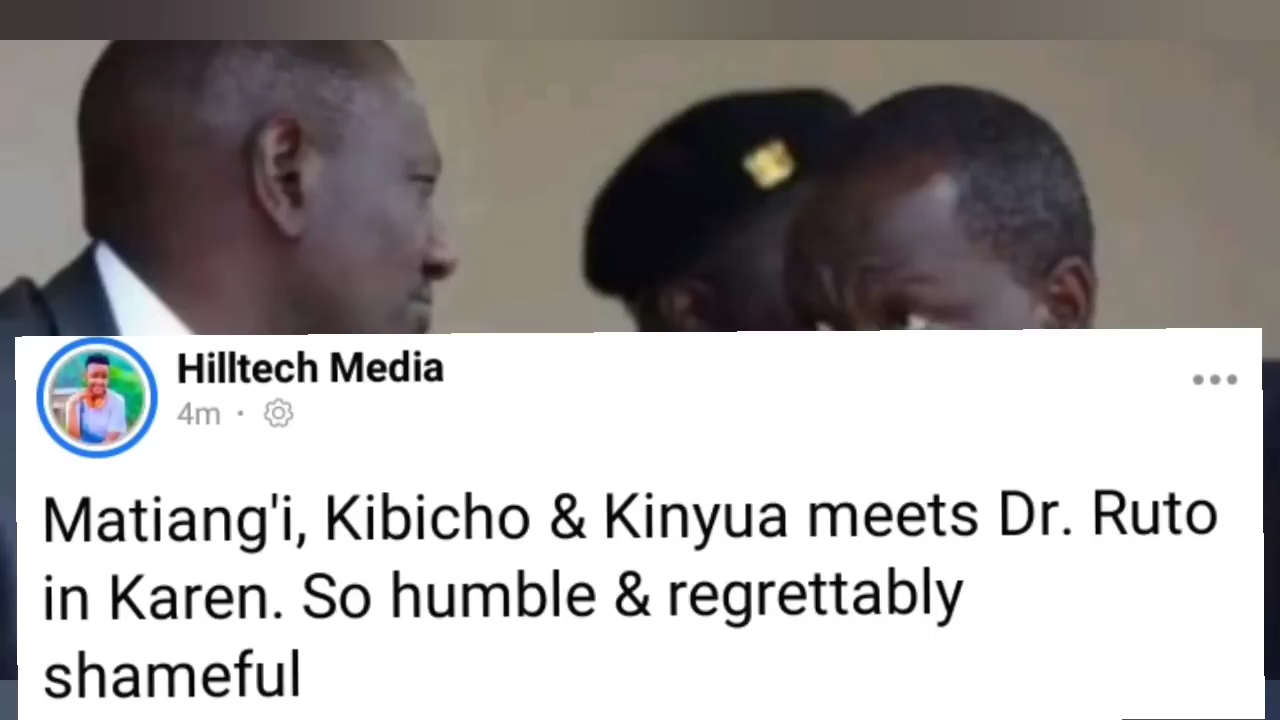 Hilltech Media
4m ·
Matiang'i, Kibicho & Kinyua meets Dr. Ruto
in Karen. So humble & regrettably
shameful